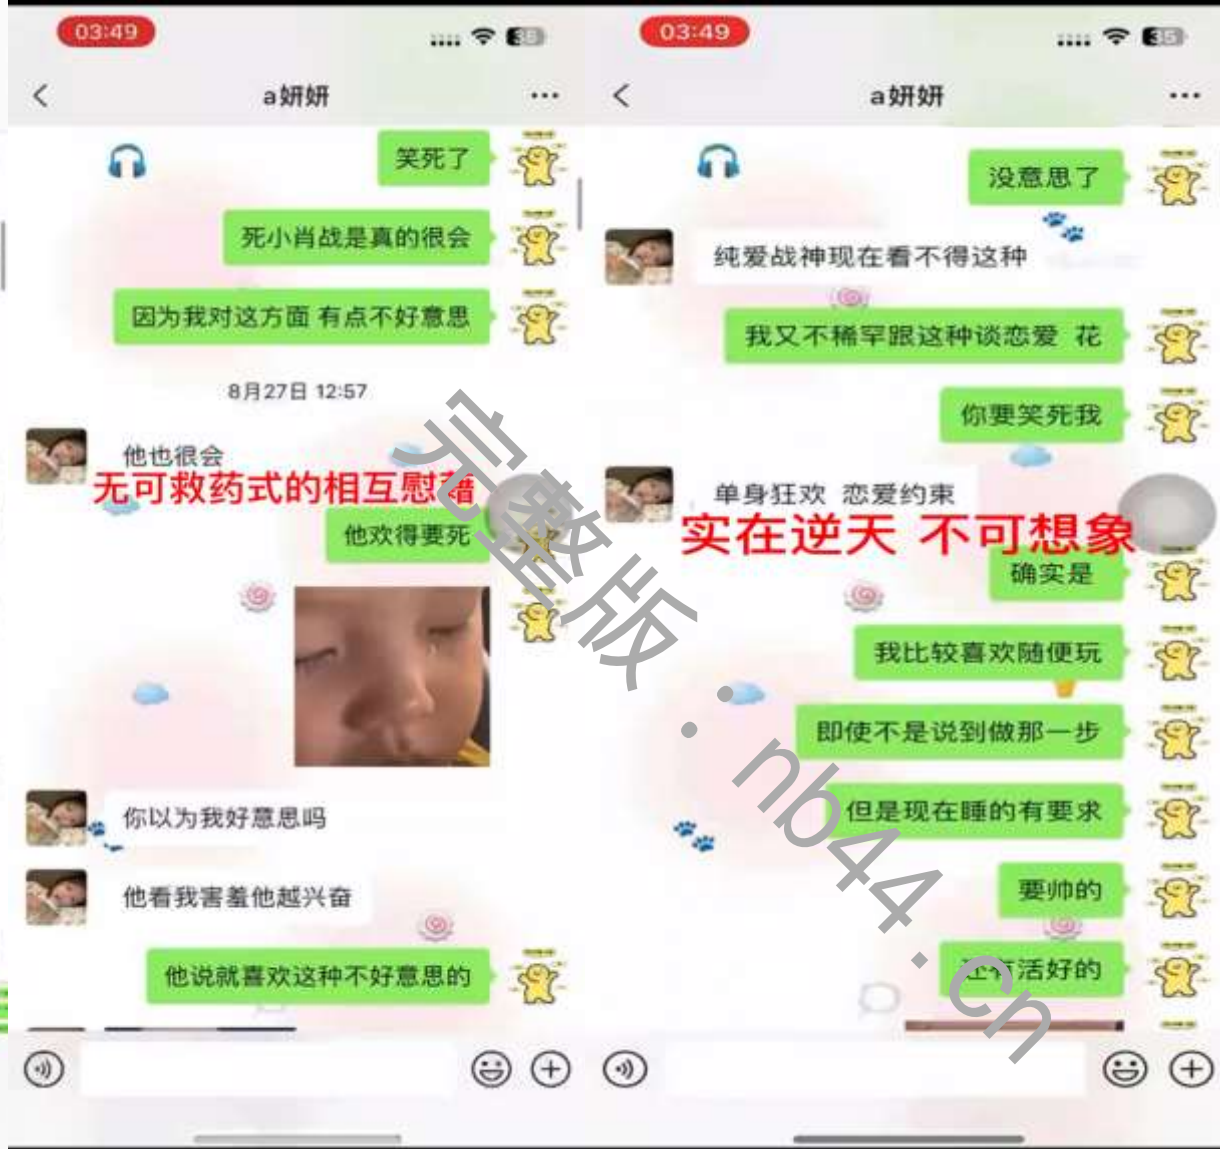 03:49
35
a妍妍
笑死了
死小肖战是真的很会
因为我对这方面 有点不好意思
8月27日 12:57
他也很会
无可救药式的相互慰藉
他欢得要死
你以为我好意思吗
他看我害羞他越兴奋
他说就喜欢这种不好意思的
03:49
35
a妍妍
没意思了
纯爱战神现在看不得这种
我又不稀罕跟这种谈恋爱 花
你要笑死我
单身狂欢 恋爱约束
实在逆天 不可想象
确实是
我比较喜欢随便玩
即使不是说到做那一步
但是现在睡的有要求
要帅的
还有活好的
完整版：nb44.cn